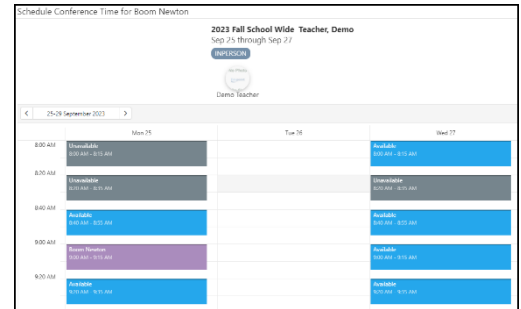 Schedule Conference Time for Boom Newton
2023 Fall School Wide Teacher, Demo
Sep 25 through Sep 27
INPERSON
Demo Teacher
25-29 September 2023
Mon 25 Tue 26 Wed 27
8:00 AM
Unavailable
8:00 AM - 8:15 AM
Available
8:00 AM - 8:15 AM
8:20 AM
Unavailable
8:20 AM - 8:35 AM
Unavailable
8:20 AM - 8:35 AM
8:40 AM
Available
8:40 AM - 8:55 AM
Available
8:40 AM - 8:55 AM
9:00 AM
Boom Newton
9:00 AM - 9:15 AM
Available
9:00 AM - 9:15 AM
9:20 AM
Available
9:20 AM - 9:35 AM
Available
9:20 AM - 9:35 AM